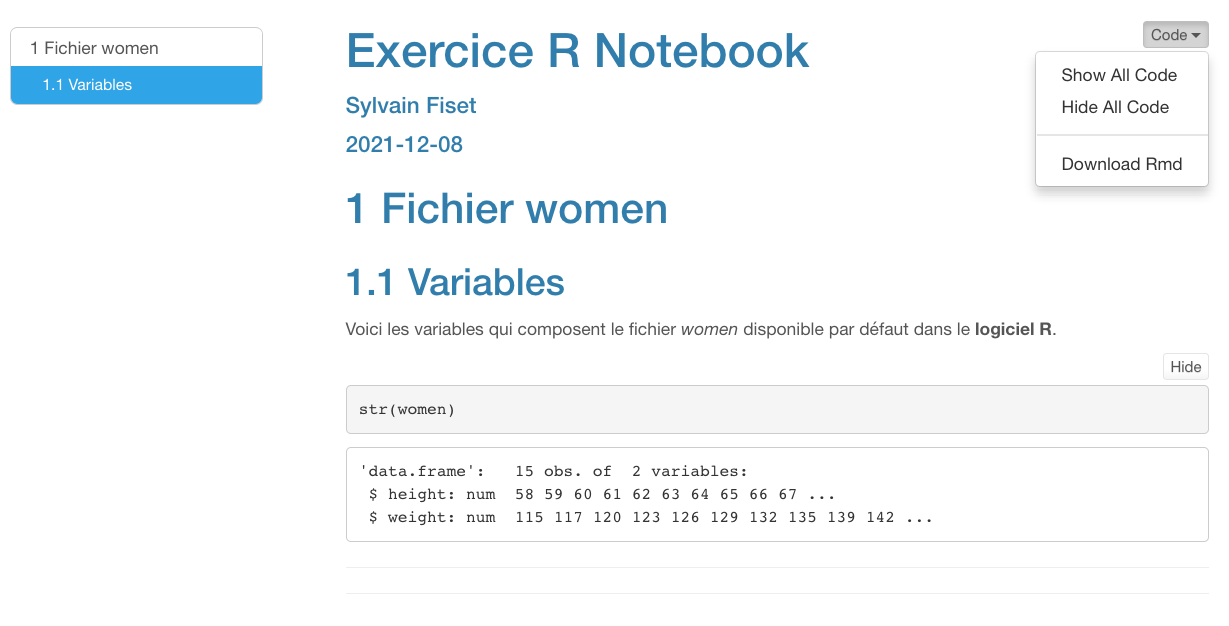 1 Fichier women
1.1 Variables
Exercice R Notebook
Code
Show All Code
Hide All Code
Download Rmd
Sylvain Fiset
2021-12-08
1 Fichier women
1.1 Variables
Voici les variables qui composent le fichier women disponible par défaut dans le logiciel R.
Hide
str(women)
'data.frame':   15 obs. of  2 variables:
 $ height: num  58 59 60 61 62 63 64 65 66 67 ...
 $ weight: num  115 117 120 123 126 129 132 135 139 142 ...